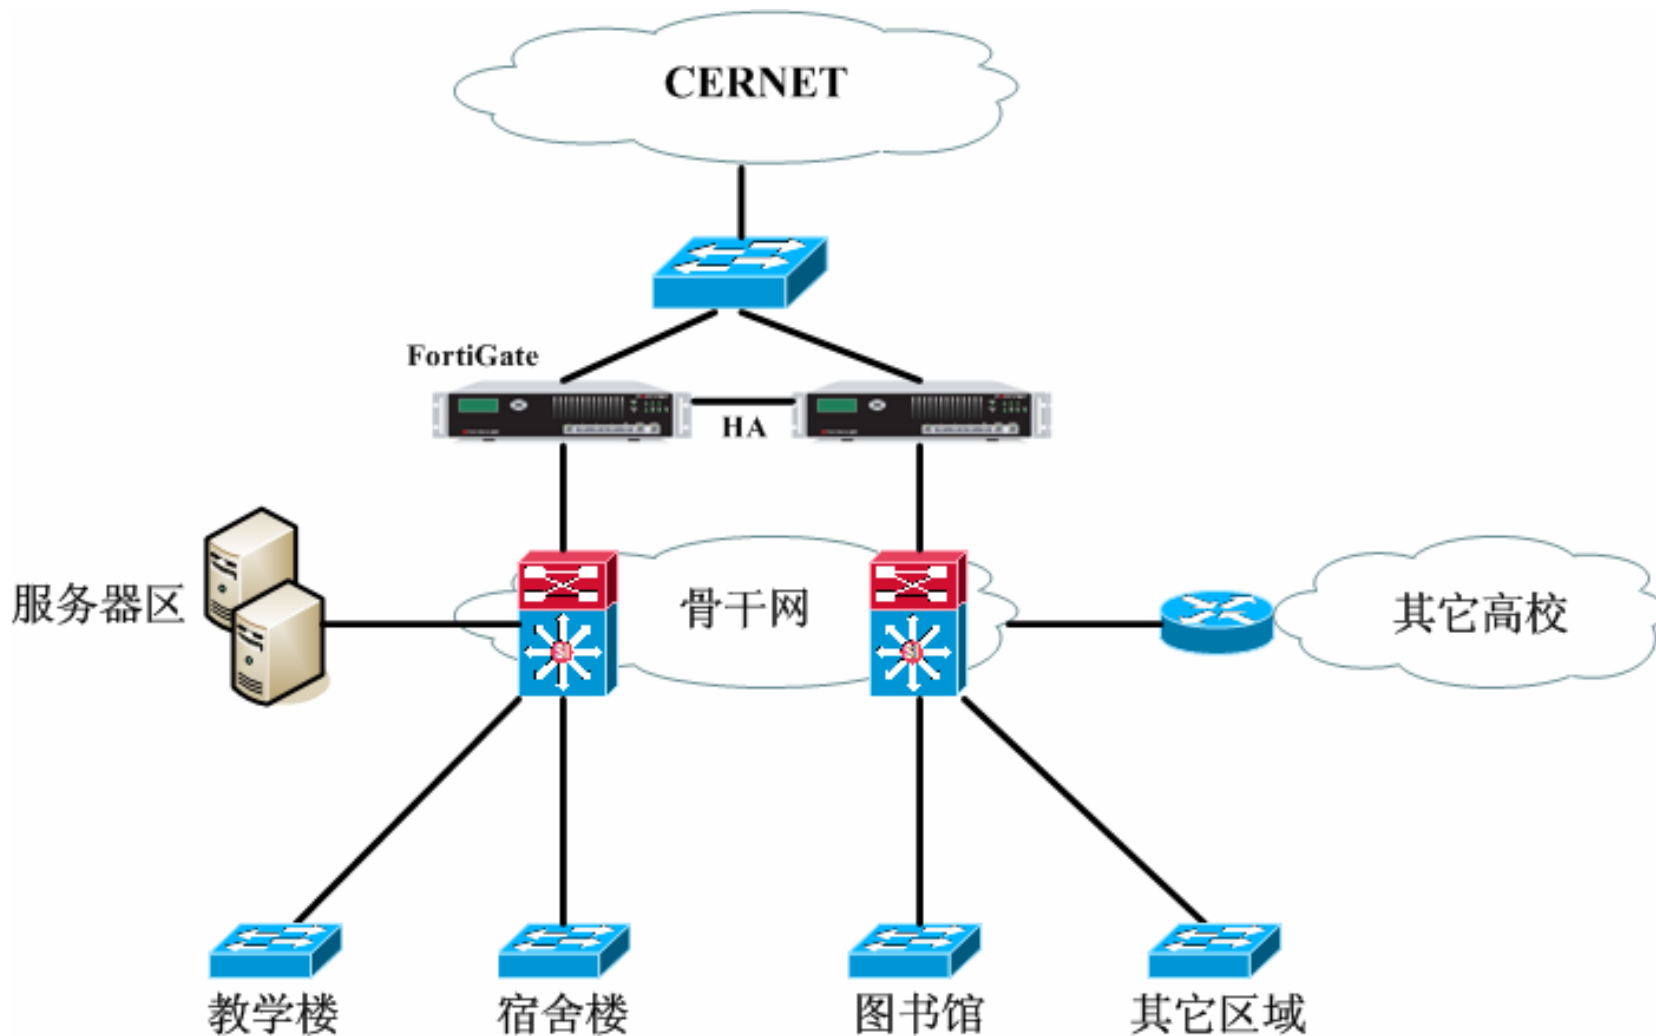 CERNET
FortiGate
HA
服务器区
骨干网
其它高校
教学楼
宿舍楼
图书馆
其它区域